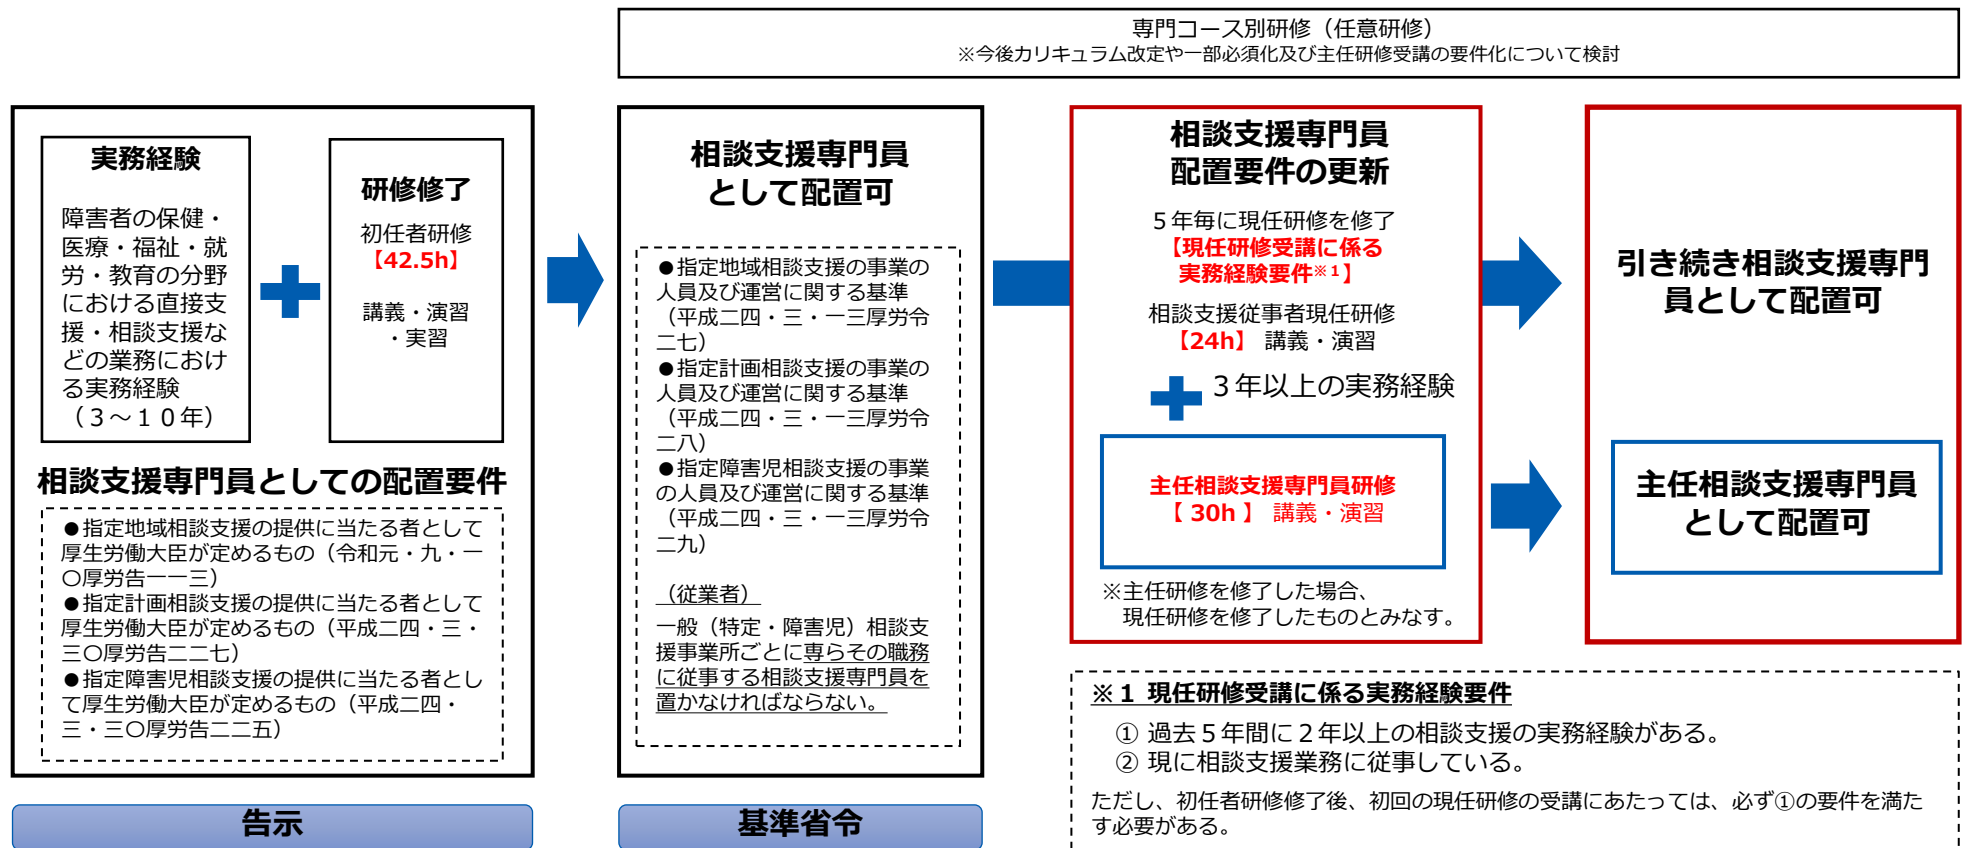 専門コース別研修（任意研修）
※今後カリキュラム改定や一部必須化及び主任研修受講の要件化について検討
実務経験
障害者の保健・
医療・福祉・就
労・教育の分野
における直接支
援・相談支援な
どの業務におけ
る実務経験
（３～１０年）
研修修了
初任者研修
【42.5h】
講義・演習
・実習
相談支援専門員としての配置要件
●指定地域相談支援の提供に当たる者として
厚生労働大臣が定めるもの（令和元・九・一
〇厚労告一一三）
●指定計画相談支援の提供に当たる者として
厚生労働大臣が定めるもの（平成二四・三・
三〇厚労告二二七）
●指定障害児相談支援の提供に当たる者とし
て厚生労働大臣が定めるもの（平成二四・
三・三〇厚労告二二五）
告示
相談支援専門員
として配置可
●指定地域相談支援の事業の
人員及び運営に関する基準
（平成二四・三・一三厚労令
二七）
●指定計画相談支援の事業の
人員及び運営に関する基準
（平成二四・三・一三厚労令
二八）
●指定障害児相談支援の事業
の人員及び運営に関する基準
（平成二四・三・一三厚労令
二九）
（従業者）
一般（特定・障害児）相談支
援事業所ごとに専らその職務
に従事する相談支援専門員を
置かなければならない。
基準省令
相談支援専門員
配置要件の更新
５年毎に現任研修を修了
【現任研修受講に係る
実務経験要件※１】
相談支援従事者現任研修
【24h】 講義・演習
３年以上の実務経験
主任相談支援専門員研修
【 30h 】 講義・演習
※主任研修を修了した場合、
現任研修を修了したものとみなす。
引き続き相談支援専門
員として配置可
主任相談支援専門員
として配置可
※１ 現任研修受講に係る実務経験要件
① 過去５年間に２年以上の相談支援の実務経験がある。
② 現に相談支援業務に従事している。
ただし、初任者研修修了後、初回の現任研修の受講にあたっては、必ず①の要件を満た
す必要がある。